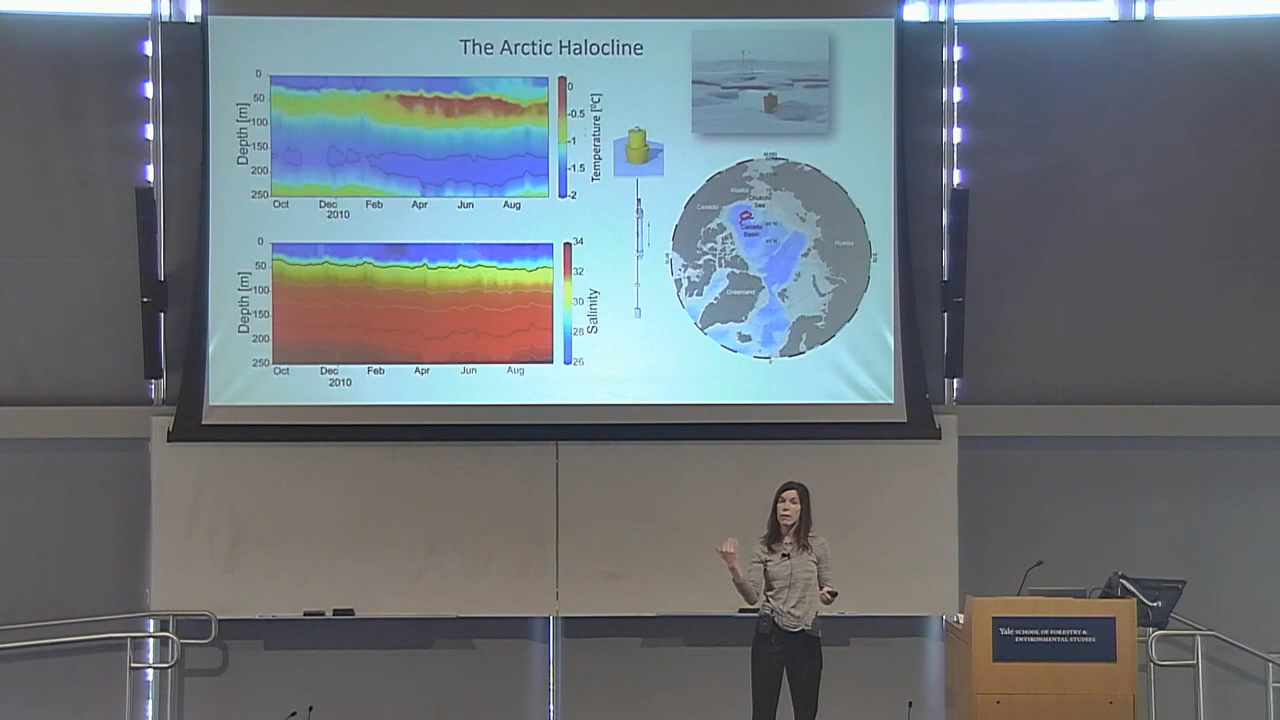 The Arctic Halocline
0
50
100
150
200
250
Depth [m]
Oct Dec Feb Apr Jun Aug
2010
0
-0.5
-1
-1.5
-2
Temperature [°C]
0
50
100
150
200
250
Depth [m]
Oct Dec Feb Apr Jun Aug
2010
34
32
30
28
26
Salinity
Alaska
Chukchi
Sea
Canada
Canada
Basin
Russia
Greenland
Yale SCHOOL OF FORESTRY &
ENVIRONMENTAL STUDIES